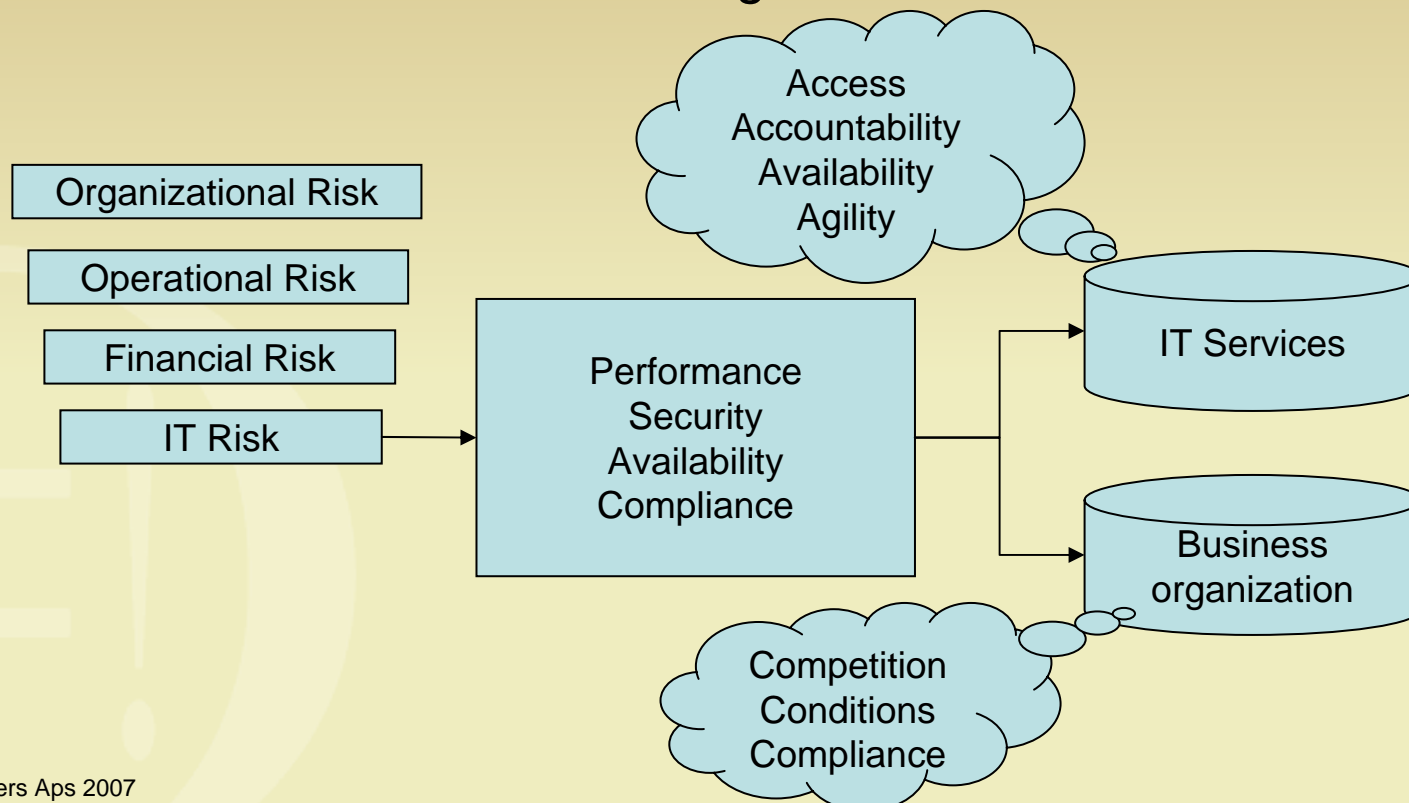 Access
Accountability
Availability
Agility
Organizational Risk
Operational Risk
Financial Risk
IT Risk
Performance
Security
Availability
Compliance
IT Services
Business
organization
Competition
Conditions
Compliance
Aps 2007